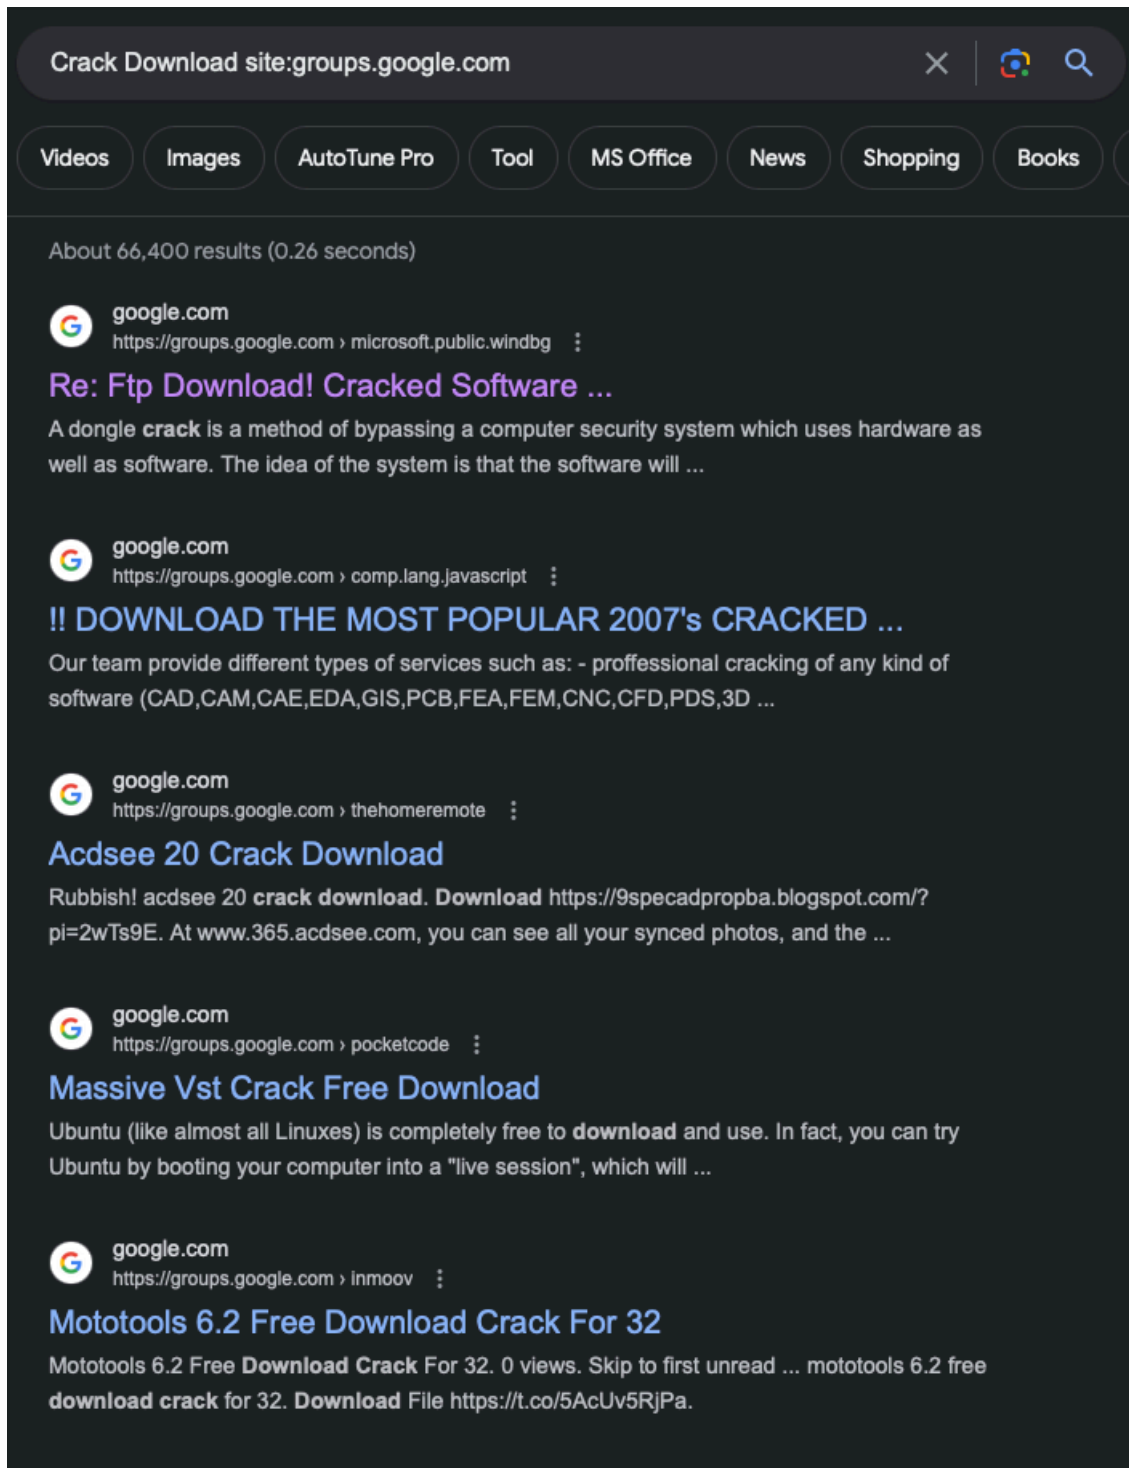 Crack Download site:groups.google.com
Videos Images AutoTune Pro Tool MS Office News Shopping Books
About 66,400 results (0.26 seconds)
google.com
https://groups.google.com › microsoft.public.windbg
Re: Ftp Download! Cracked Software ...
A dongle crack is a method of bypassing a computer security system which uses hardware as
well as software. The idea of the system is that the software will ...
google.com
https://groups.google.com › comp.lang.javascript
!! DOWNLOAD THE MOST POPULAR 2007's CRACKED ...
Our team provide different types of services such as: - proffessional cracking of any kind of
software (CAD,CAM,CAE,EDA,GIS,PCB,FEA,FEM,CNC,CFD,PDS,3D ...
google.com
https://groups.google.com › thehomeremote
Acdsee 20 Crack Download
Rubbish! acdsee 20 crack download. Download https://9specadpropba.blogspot.com/?
pi=2wTs9E. At www.365.acdsee.com, you can see all your synced photos, and the ...
google.com
https://groups.google.com › pocketcode
Massive Vst Crack Free Download
Ubuntu (like almost all Linuxes) is completely free to download and use. In fact, you can try
Ubuntu by booting your computer into a "live session", which will ...
google.com
https://groups.google.com › inmoov
Mototools 6.2 Free Download Crack For 32
Mototools 6.2 Free Download Crack For 32. 0 views. Skip to first unread ... mototools 6.2 free
download crack for 32. Download File https://t.co/5AcUv5RjPa.